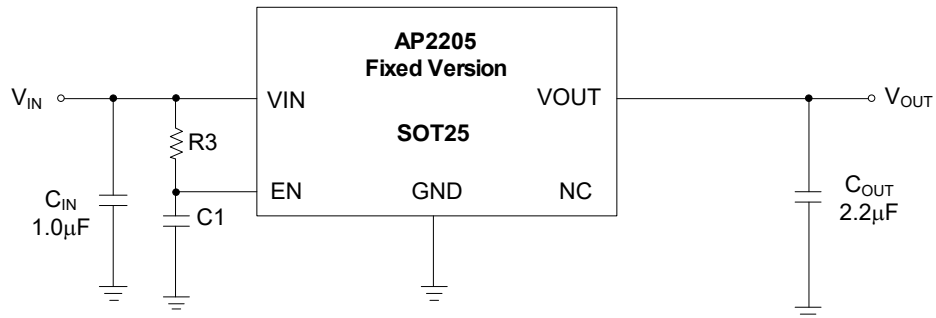 AP2205
Fixed Version
V_IN VIN VOUT V_OUT
SOT25
R3
EN GND NC
C_IN
1.0μF
C1
C_OUT
2.2μF